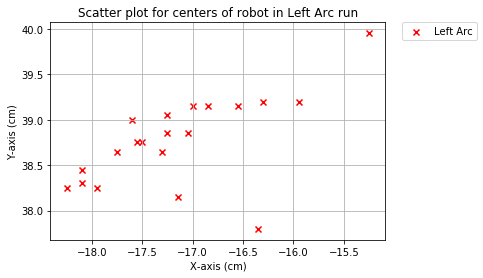 Scatter plot for centers of robot in Left Arc run
Left Arc
40.0
39.5
39.0
38.5
38.0
Y-axis (cm)
−18.0 −17.5 −17.0 −16.5 −16.0 −15.5
X-axis (cm)